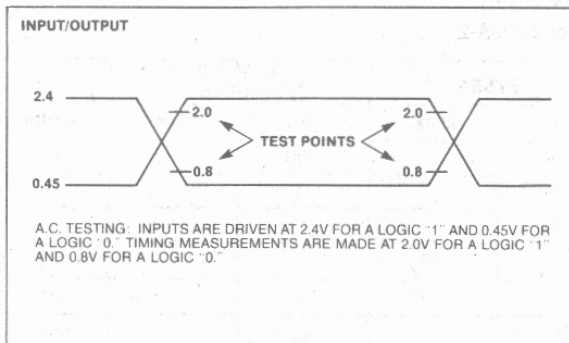 INPUT/OUTPUT
2.4
2.0
2.0
TEST POINTS
0.8
0.8
0.45
A.C. TESTING: INPUTS ARE DRIVEN AT 2.4V FOR A LOGIC "1" AND 0.45V FOR
A LOGIC "0." TIMING MEASUREMENTS ARE MADE AT 2.0V FOR A LOGIC "1"
AND 0.8V FOR A LOGIC "0."